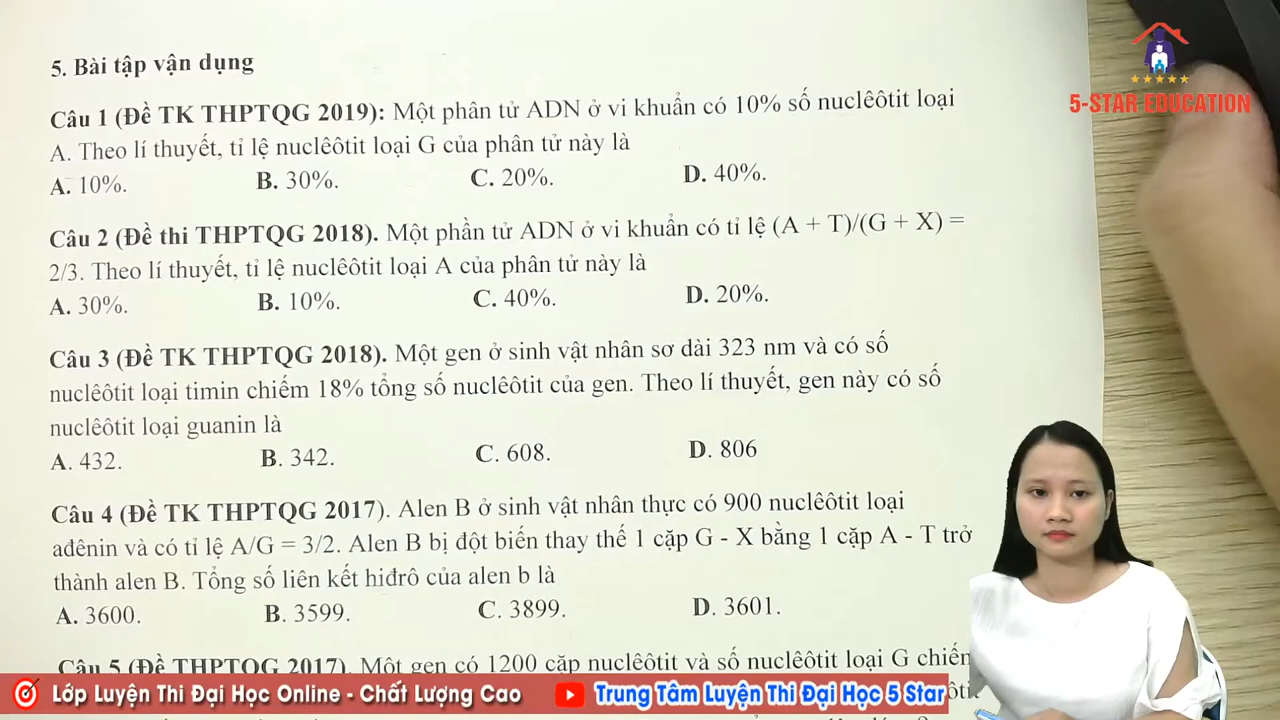 5. Bài tập vận dụng
Câu 1 (Đề TK THPTQG 2019): Một phân tử ADN ở vi khuẩn có 10% số nuclêôtit loại
A. Theo lí thuyết, tỉ lệ nuclêôtit loại G của phân tử này là
A. 10%. B. 30%. C. 20%. D. 40%.
Câu 2 (Đề thi THPTQG 2018). Một phần tử ADN ở vi khuẩn có tỉ lệ (A + T)/(G + X) =
2/3. Theo lí thuyết, tỉ lệ nuclêôtit loại A của phân tử này là
A. 30%. B. 10%. C. 40%. D. 20%.
Câu 3 (Đề TK THPTQG 2018). Một gen ở sinh vật nhân sơ dài 323 nm và có số
nuclêôtit loại timin chiếm 18% tổng số nuclêôtit của gen. Theo lí thuyết, gen này có số
nuclêôtit loại guanin là
A. 432. B. 342. C. 608. D. 806
Câu 4 (Đề TK THPTQG 2017). Alen B ở sinh vật nhân thực có 900 nuclêôtit loại
ađênin và có tỉ lệ A/G = 3/2. Alen B bị đột biến thay thế 1 cặp G - X bằng 1 cặp A - T trở
thành alen B. Tổng số liên kết hiđrô của alen b là
A. 3600. B. 3599. C. 3899. D. 3601.
Câu 5 (Đề THPTQG 2017). Một gen có 1200 cặp nuclêôtit và số nuclêôtit loại G chiếm
5-STAR EDUCATION
Lớp Luyện Thi Đại Học Online - Chất Lượng Cao
Trung Tâm Luyện Thi Đại Học 5 Star